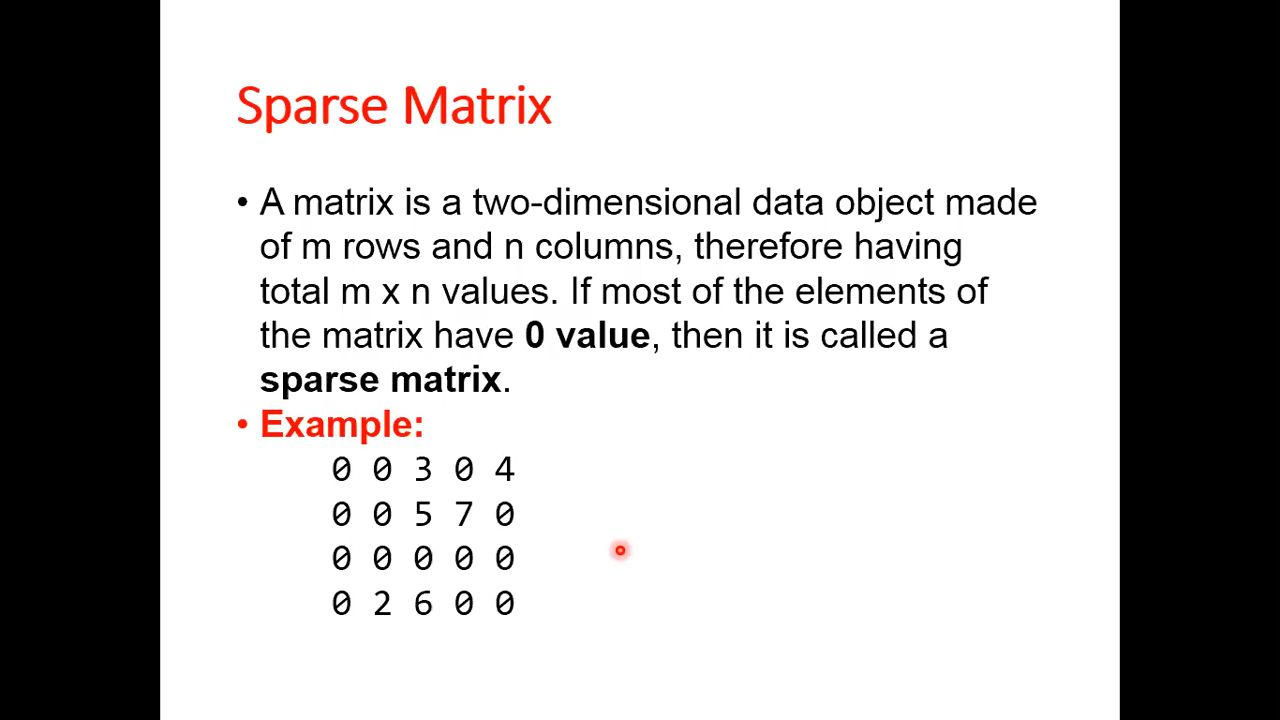 Sparse Matrix
• A matrix is a two-dimensional data object made
of m rows and n columns, therefore having
total m x n values. If most of the elements of
the matrix have 0 value, then it is called a
sparse matrix.
• Example:
0 0 3 0 4
0 0 5 7 0
0 0 0 0 0
0 2 6 0 0